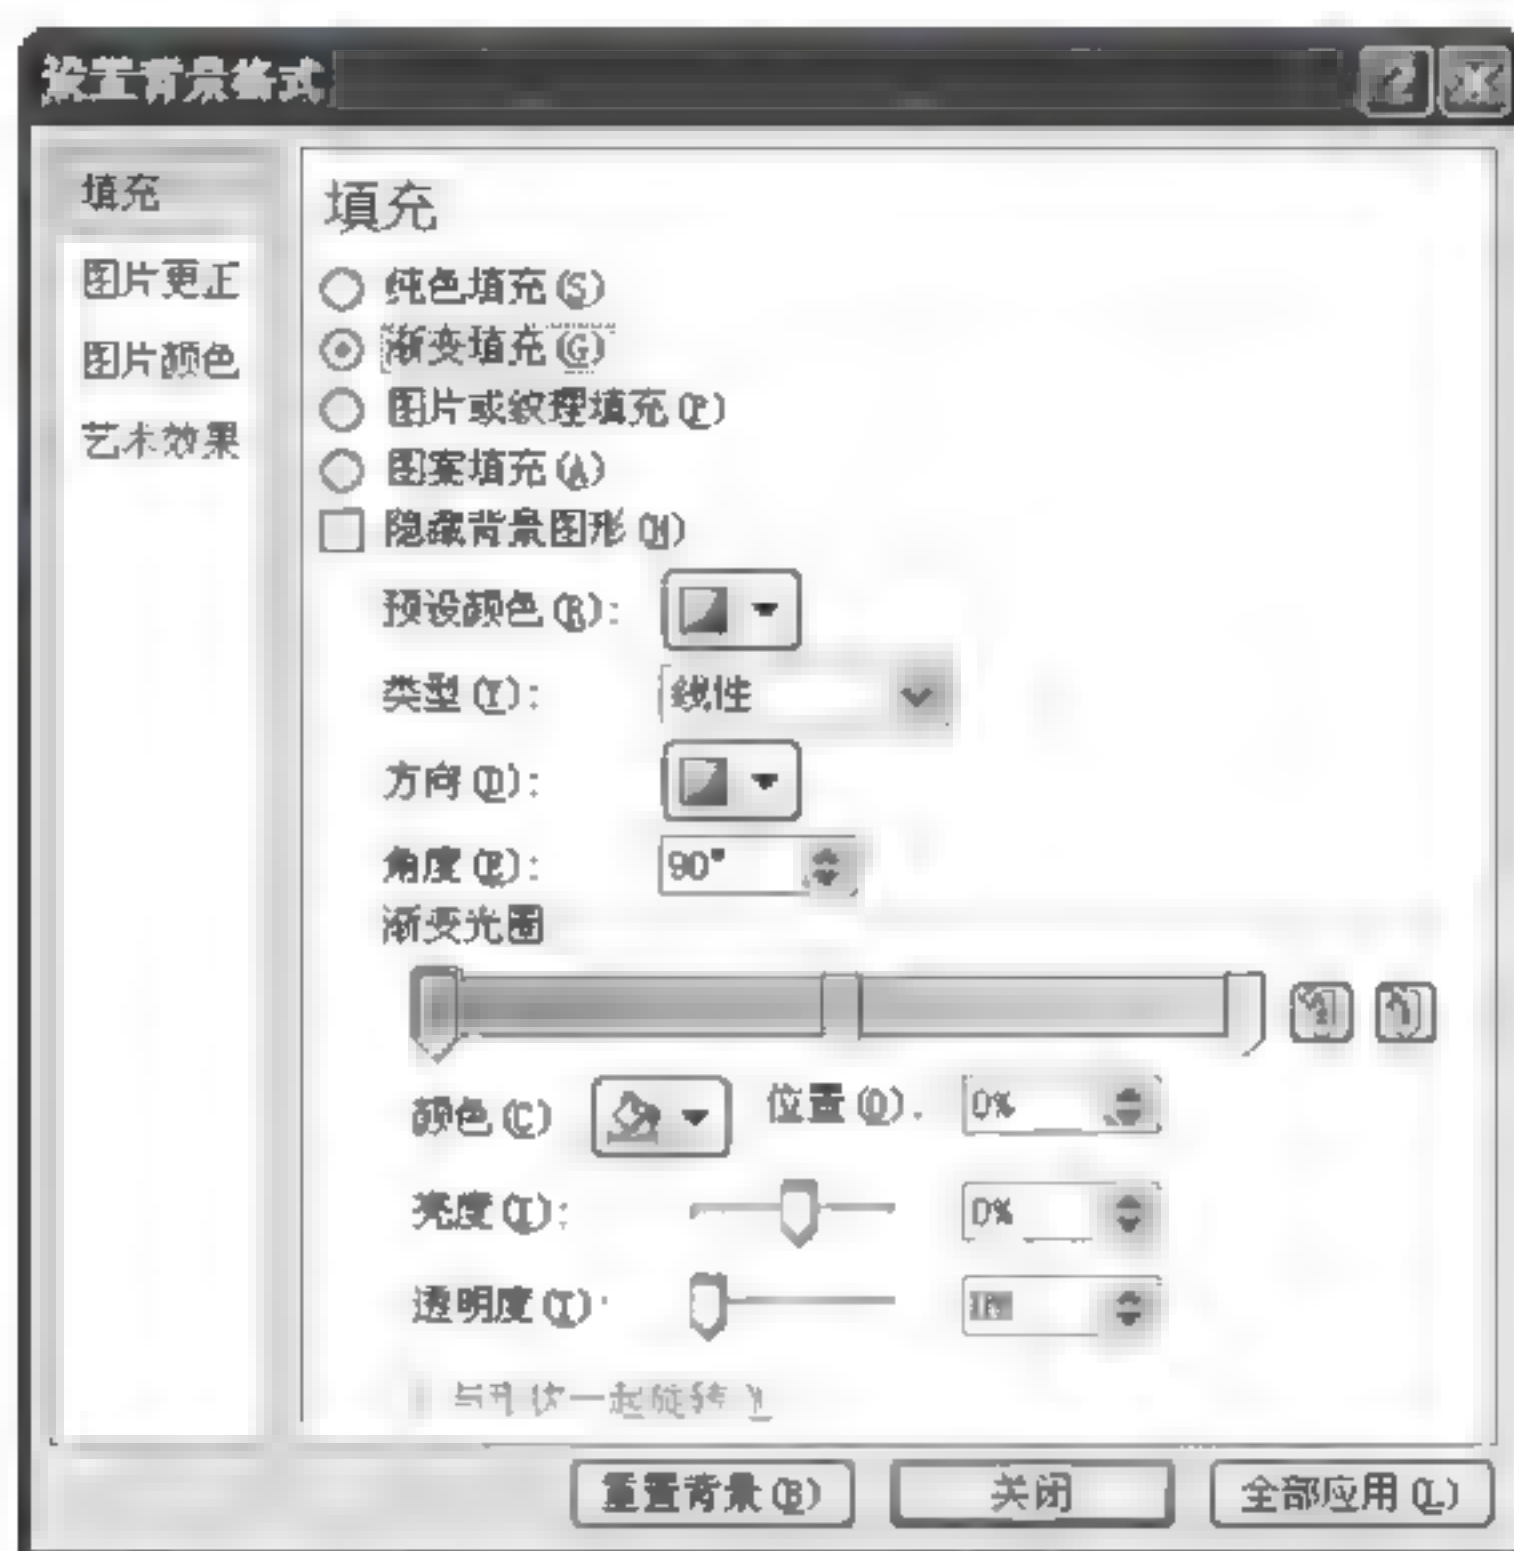 设置背景格式
填充
图片更正
图片颜色
艺术效果
填充
纯色填充(S)
渐变填充(G)
图片或纹理填充(P)
图案填充(A)
隐藏背景图形(H)
预设颜色(R):
类型(Y): 线性
方向(D):
角度(E): 90°
渐变光圈
颜色(C) 位置(O). 0%
亮度(I): 0%
透明度(T):
一起旋转
重置背景(B) 关闭 全部应用(L)